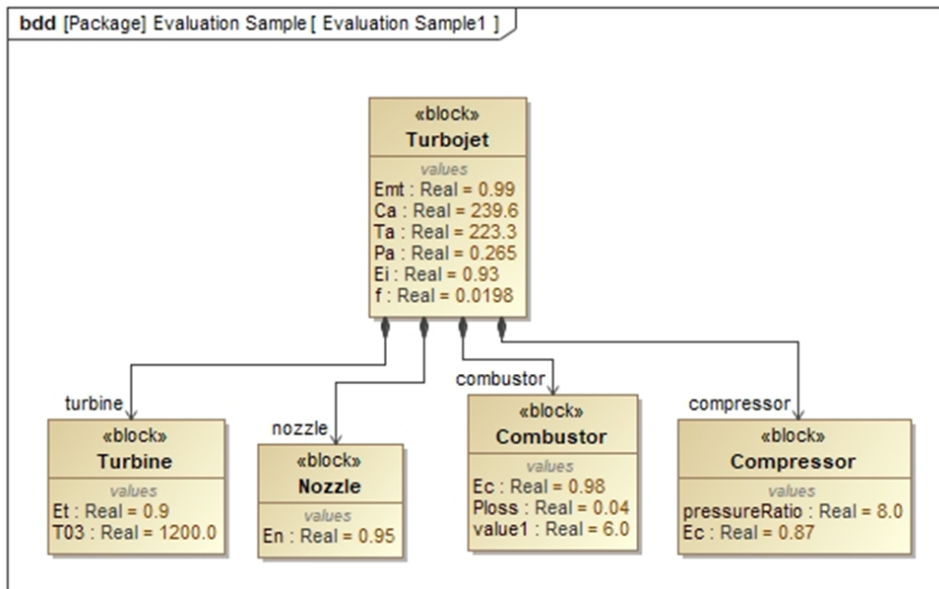 bdd [Package] Evaluation Sample [ Evaluation Sample1 ]
«block»
Turbojet
values
Emt : Real = 0.99
Ca : Real = 239.6
Ta : Real = 223.3
Pa : Real = 0.265
Ei : Real = 0.93
f : Real = 0.0198
turbine
«block»
Turbine
values
Et : Real = 0.9
T03 : Real = 1200.0
nozzle
«block»
Nozzle
values
En : Real = 0.95
combustor
«block»
Combustor
values
Ec : Real = 0.98
Ploss : Real = 0.04
value1 : Real = 6.0
compressor
«block»
Compressor
values
pressureRatio : Real = 8.0
Ec : Real = 0.87